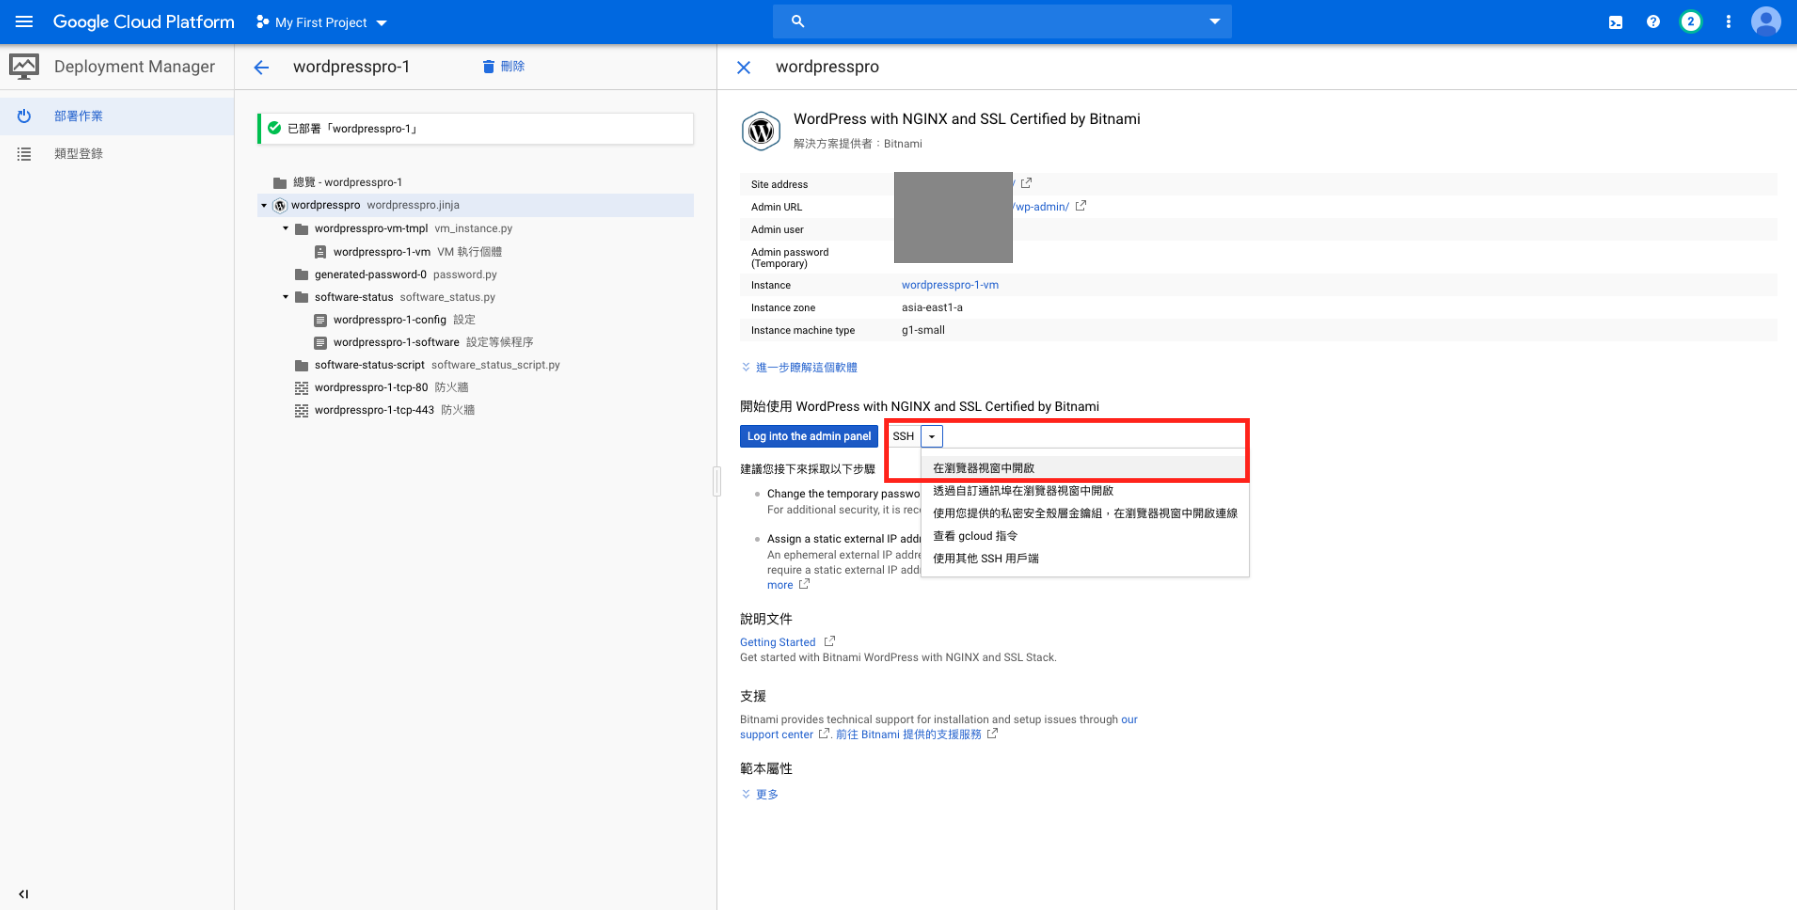 Google Cloud Platform
My First Project
2
Deployment Manager
部署作業
類型登錄
wordpresspro-1
刪除
已部署「wordpresspro-1」
總覽 - wordpresspro-1
wordpresspro wordpresspro.jinja
wordpresspro-vm-tmpl vm_instance.py
wordpresspro-1-vm VM 執行個體
generated-password-0 password.py
software-status software_status.py
wordpresspro-1-config 設定
wordpresspro-1-software 設定等候程序
software-status-script software_status_script.py
wordpresspro-1-tcp-80 防火牆
wordpresspro-1-tcp-443 防火牆
wordpresspro
WordPress with NGINX and SSL Certified by Bitnami
解決方案提供者：Bitnami
Site address /
Admin URL /wp-admin/
Admin user
Admin password
(Temporary)
Instance wordpresspro-1-vm
Instance zone asia-east1-a
Instance machine type g1-small
進一步瞭解這個軟體
開始使用 WordPress with NGINX and SSL Certified by Bitnami
Log into the admin panel SSH
在瀏覽器視窗中開啟
透過自訂通訊埠在瀏覽器視窗中開啟
使用您提供的私密安全殼層金鑰組，在瀏覽器視窗中開啟連線
查看 gcloud 指令
使用其他 SSH 用戶端
建議您接下來採取以下步驟
Change the temporary passwo
For additional security, it is rec
Assign a static external IP addr
An ephemeral external IP addre
require a static external IP addr
more
說明文件
Getting Started
Get started with Bitnami WordPress with NGINX and SSL Stack.
支援
Bitnami provides technical support for installation and setup issues through our
support center . 前往 Bitnami 提供的支援服務
範本屬性
更多